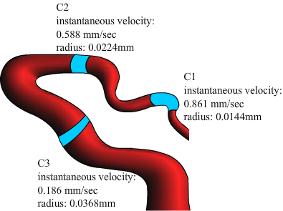 C2
instantaneous velocity:
0.588 mm/sec
radius: 0.0224mm
C1
instantaneous velocity:
0.861 mm/sec
radius: 0.0144mm
C3
instantaneous velocity:
0.186 mm/sec
radius: 0.0368mm